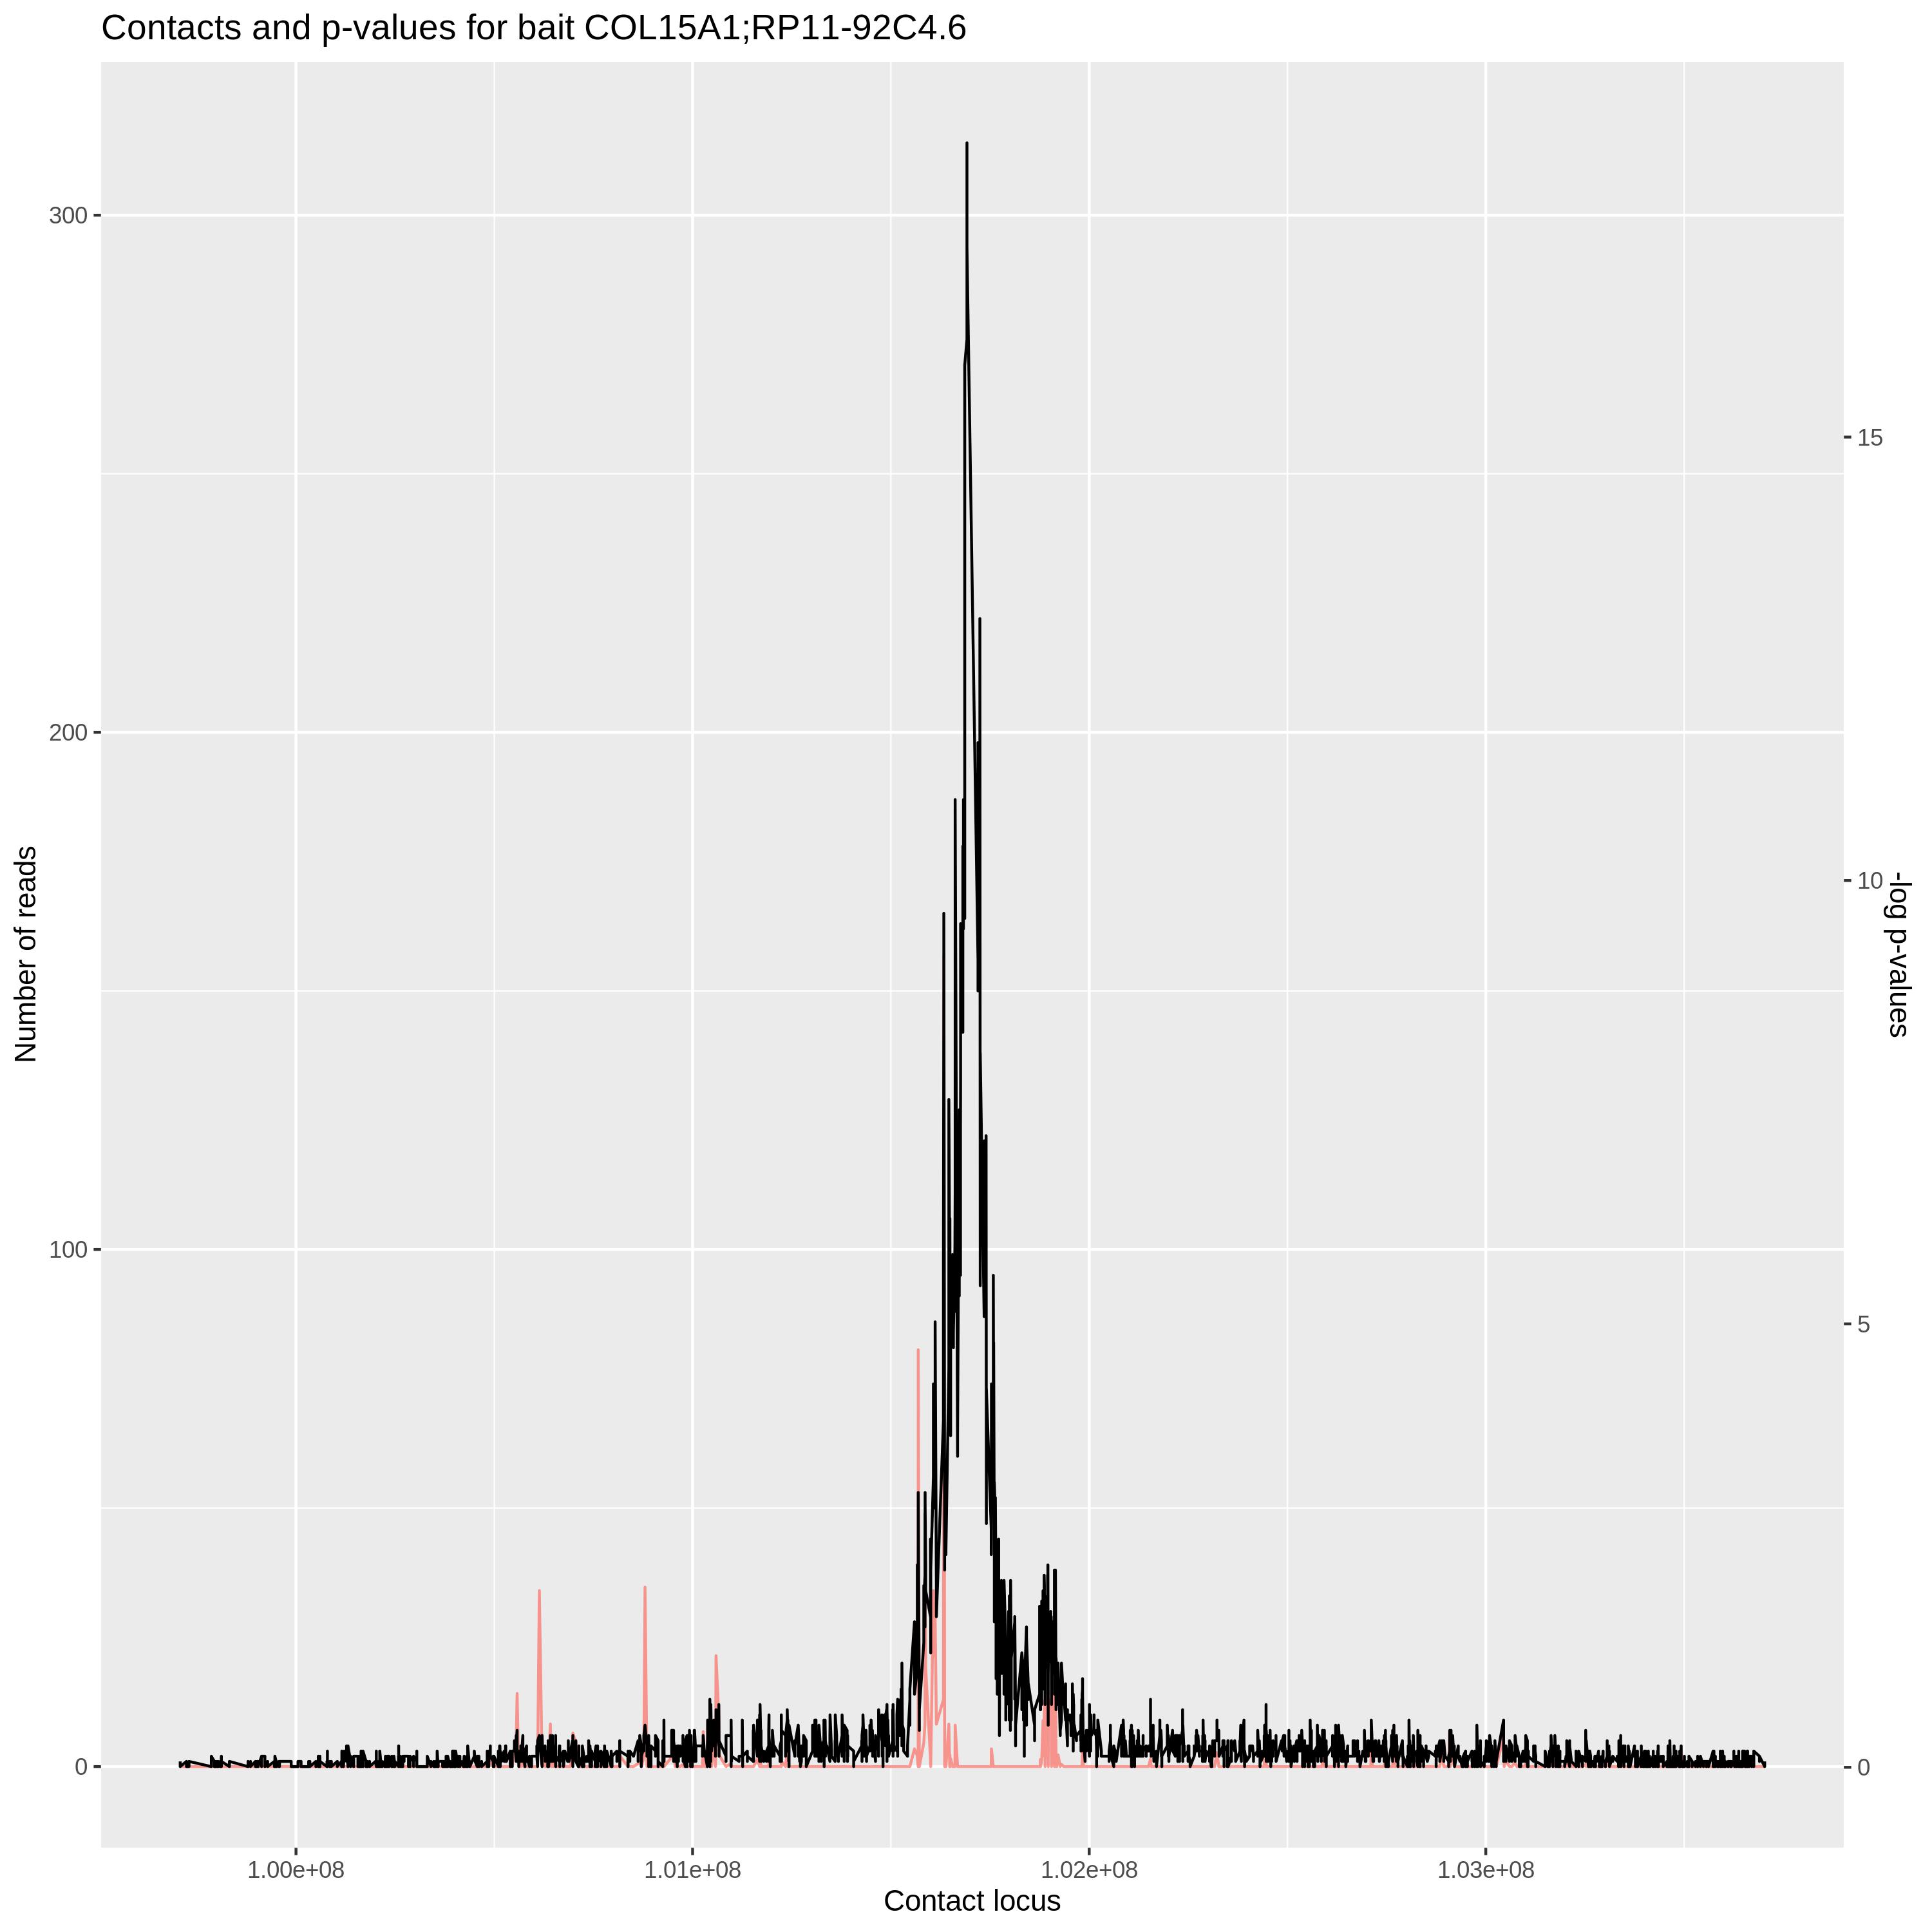 Contacts and p-values for bait COL15A1;RP11-92C4.6
300
200
100
0
Number of reads
15
10
5
0
-log p-values
1.00e+08
1.01e+08
1.02e+08
1.03e+08
Contact locus